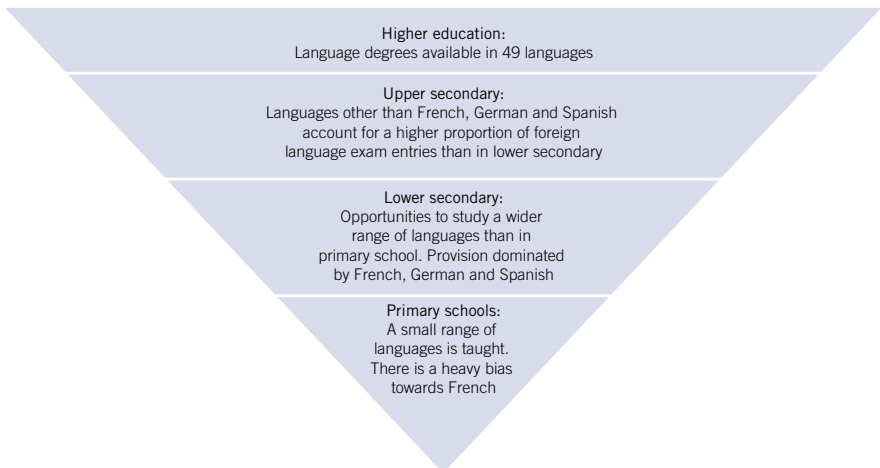 Higher education:
Language degrees available in 49 languages
Upper secondary:
Languages other than French, German and Spanish
account for a higher proportion of foreign
language exam entries than in lower secondary
Lower secondary:
Opportunities to study a wider
range of languages than in
primary school. Provision dominated
by French, German and Spanish
Primary schools:
A small range of
languages is taught.
There is a heavy bias
towards French